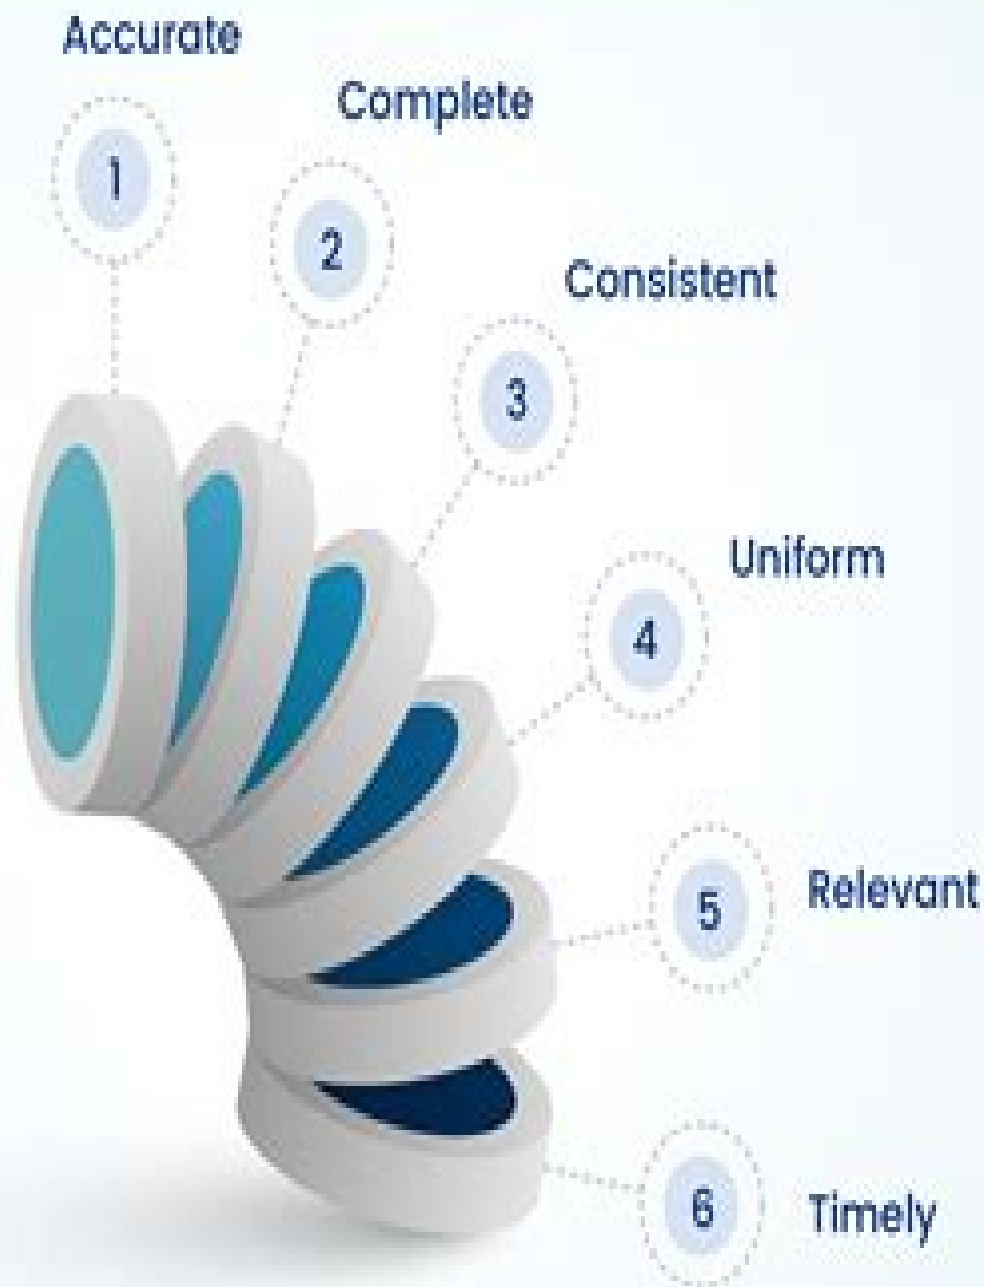 Accurate
1
Complete
2
Consistent
3
Uniform
4
Relevant
5
Timely
6